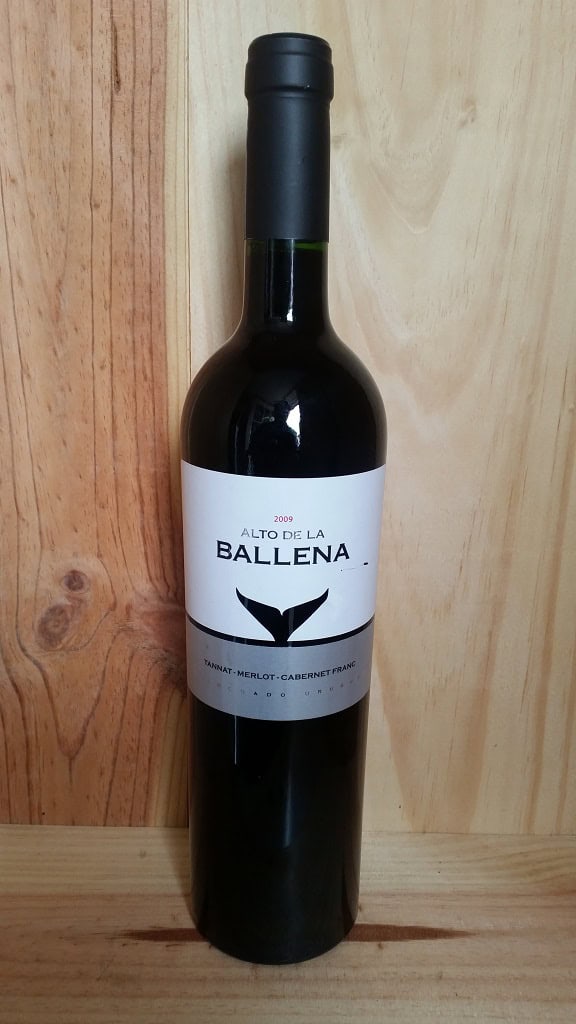 2009
ALTO DE LA
BALLENA
TANNAT - MERLOT - CABERNET FRANC